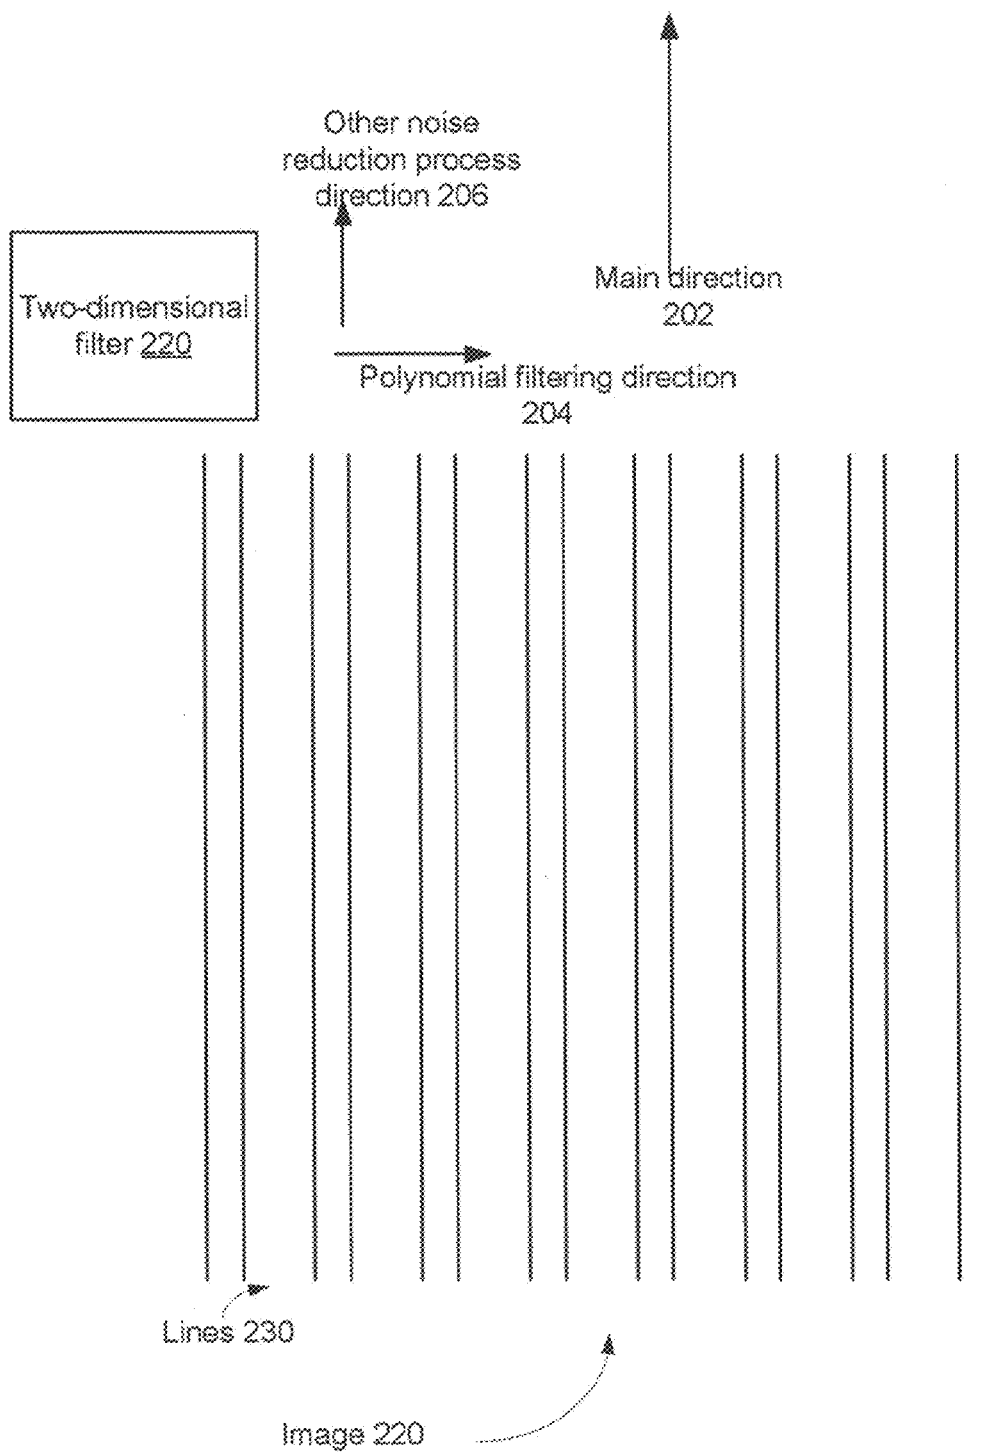 Other noise
reduction process
direction 206
Two-dimensional
filter 220
Main direction
202
Polynomial filtering direction
204
Lines 230
Image 220